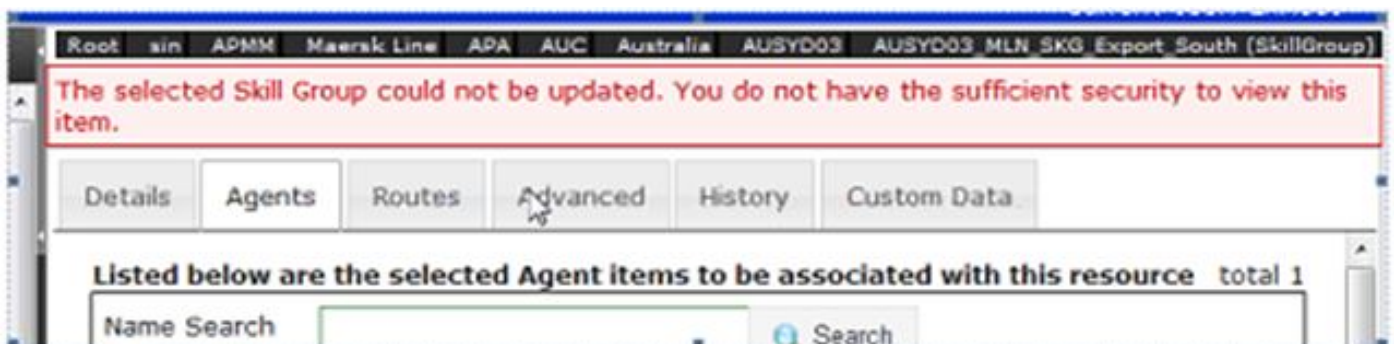 Root sin APMM Maersk Line APA AUC Australia AUSYD03 AUSYD03_MLN_SKG_Export_South (SkillGroup)
The selected Skill Group could not be updated. You do not have the sufficient security to view this
item.
Details Agents Routes Advanced History Custom Data
Listed below are the selected Agent items to be associated with this resource total 1
Name Search Search